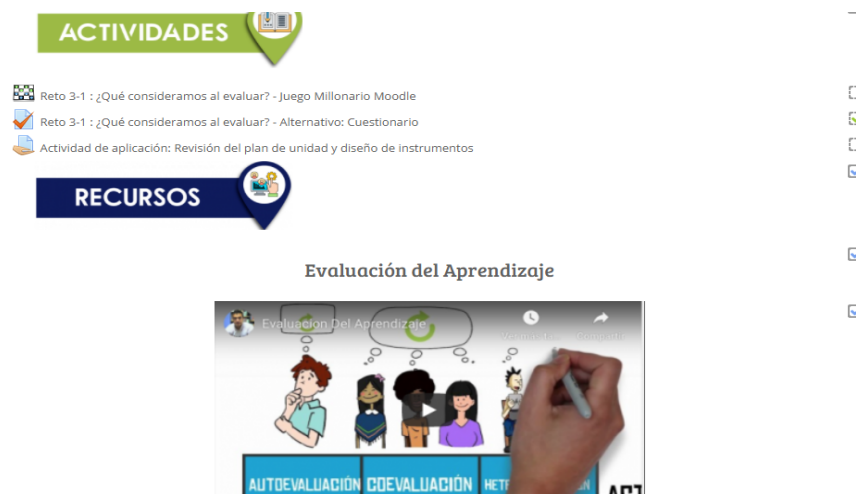 ACTIVIDADES
Reto 3-1 : ¿Qué consideramos al evaluar? - Juego Millonario Moodle
Reto 3-1 : ¿Qué consideramos al evaluar? - Alternativo: Cuestionario
Actividad de aplicación: Revisión del plan de unidad y diseño de instrumentos
RECURSOS
Evaluación del Aprendizaje
Evaluacion Del Aprendizaje
AUTOEVALUACIÓN COEVALUACIÓN